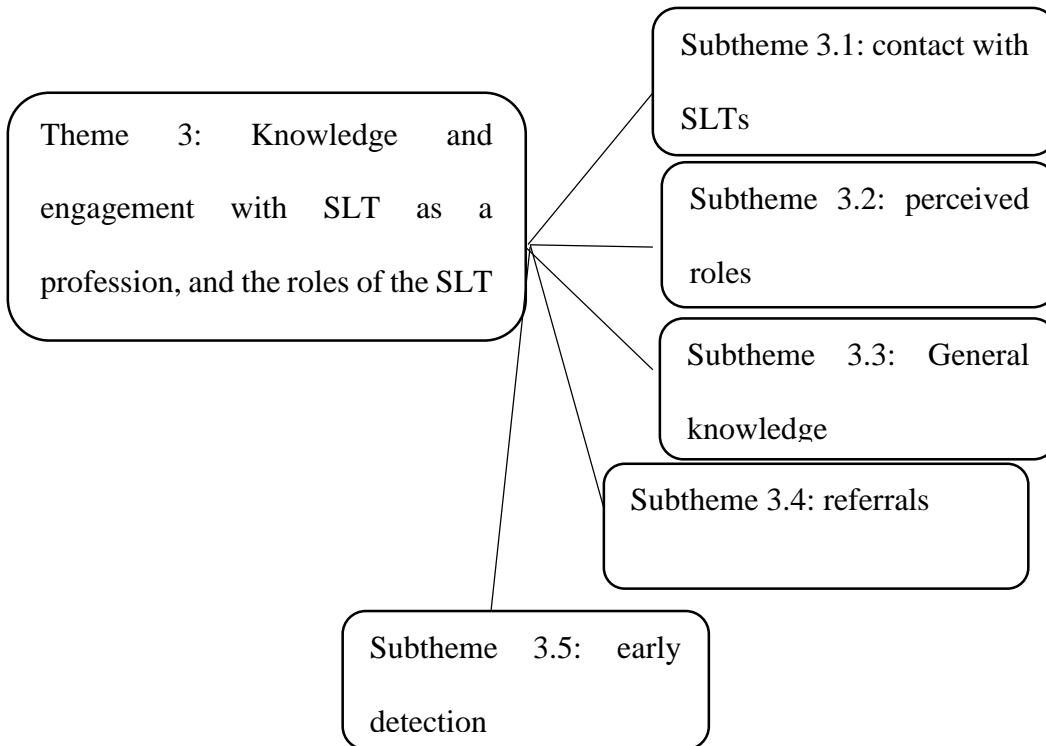 Theme 3: Knowledge and
engagement with SLT as a
profession, and the roles of the SLT
Subtheme 3.1: contact with
SLTs
Subtheme 3.2: perceived
roles
Subtheme 3.3: General
knowledge
Subtheme 3.4: referrals
Subtheme 3.5: early
detection